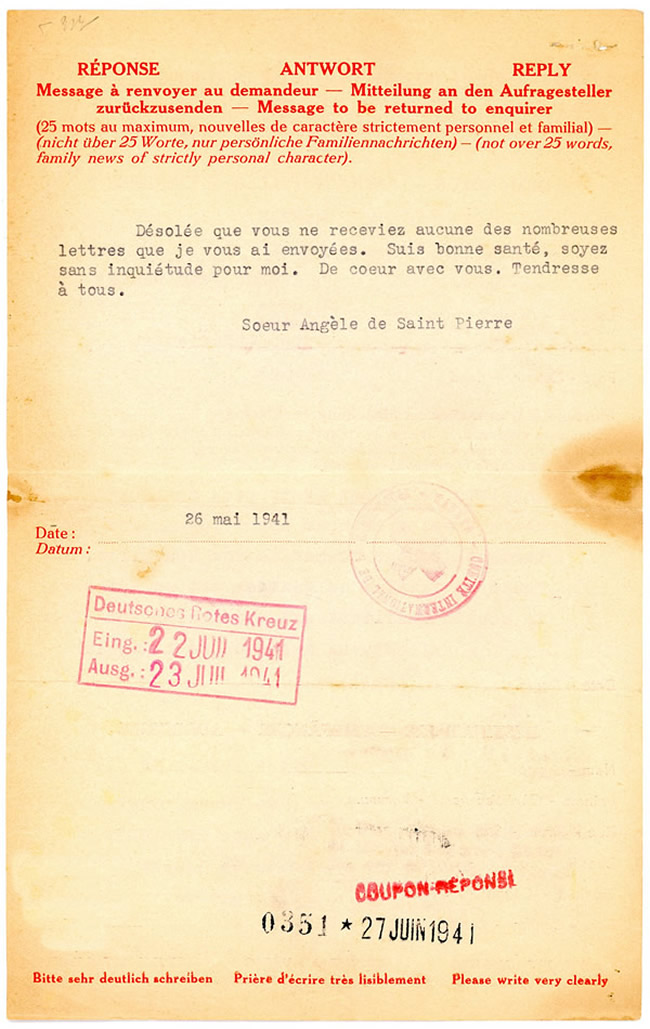 RÉPONSE ANTWORT REPLY
Message à renvoyer au demandeur — Mitteilung an den Aufragesteller
zurückzusenden — Message to be returned to enquirer
(25 mots au maximum, nouvelles de caractère strictement personnel et familial) —
(nicht über 25 Worte, nur persönliche Familiennachrichten) — (not over 25 words,
family news of strictly personal character).
Désolée que vous ne receviez aucune des nombreuses
lettres que je vous ai envoyées. Suis bonne santé, soyez
sans inquiétude pour moi. De coeur avec vous. Tendresse
à tous.
Soeur Angèle de Saint Pierre
26 mai 1941
Date :
Datum :
COMITÉ INTERNATIONAL DE
Deutsches Rotes Kreuz
Eing.: 22 JUNI 1941
Ausg.: 23 JUNI 1941
COUPON-RÉPONSE
0351 * 27 JUIN 1941
Bitte sehr deutlich schreiben Prière d'écrire très lisiblement Please write very clearly